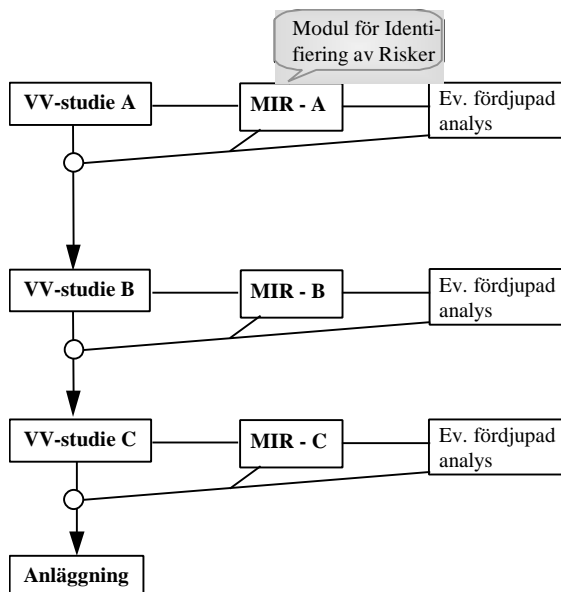 Modul för Identi-
fiering av Risker
VV-studie A
MIR - A
Ev. fördjupad
analys
VV-studie B
MIR - B
Ev. fördjupad
analys
VV-studie C
MIR - C
Ev. fördjupad
analys
Anläggning